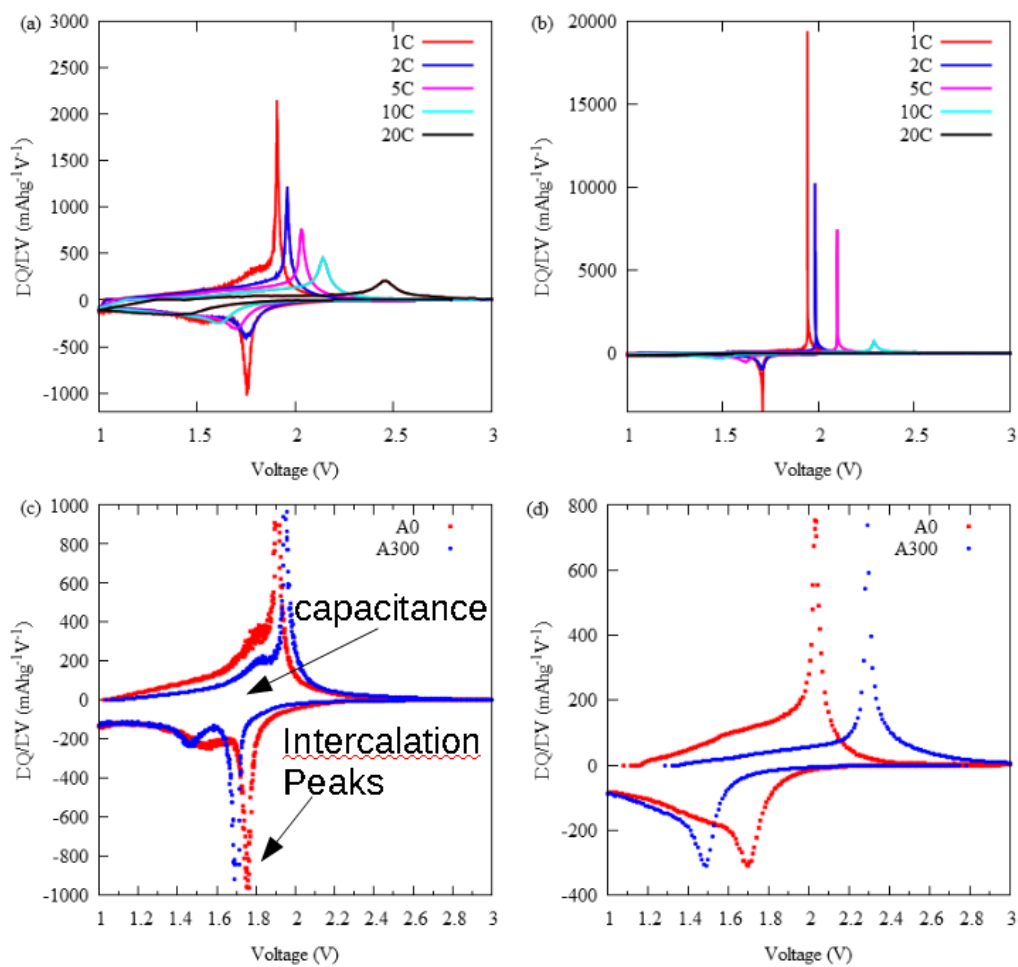 (a)
3000
2500
2000
1500
1000
500
0
-500
-1000
DQ/DV (mAhg⁻¹V⁻¹)
1C
2C
5C
10C
20C
1 1.5 2 2.5 3
Voltage (V)
(b)
20000
15000
10000
5000
0
DQ/DV (mAhg⁻¹V⁻¹)
1C
2C
5C
10C
20C
1 1.5 2 2.5 3
Voltage (V)
(c)
1000
800
600
400
200
0
-200
-400
-600
-800
-1000
DQ/DV (mAhg⁻¹V⁻¹)
A0
A300
capacitance
Intercalation
Peaks
1 1.2 1.4 1.6 1.8 2 2.2 2.4 2.6 2.8 3
Voltage (V)
(d)
800
600
400
200
0
-200
-400
DQ/DV (mAhg⁻¹V⁻¹)
A0
A300
1 1.2 1.4 1.6 1.8 2 2.2 2.4 2.6 2.8 3
Voltage (V)